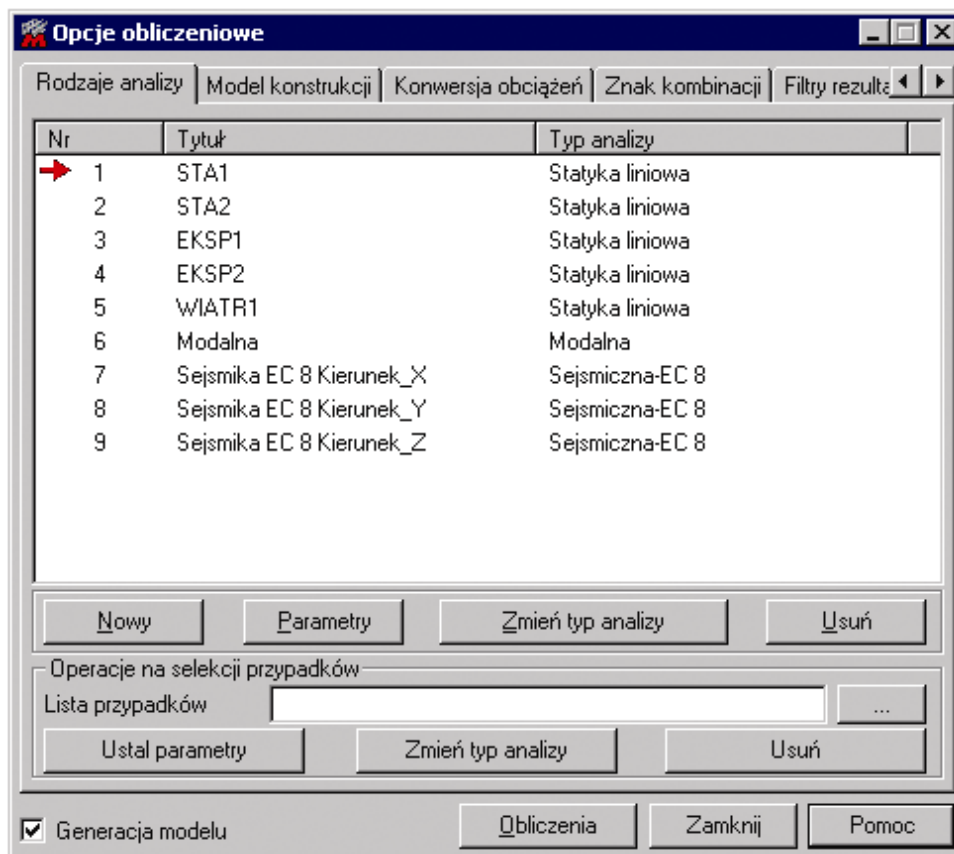 Opcje obliczeniowe
Rodzaje analizy Model konstrukcji Konwersja obciążeń Znak kombinacji Filtry
Nr Tytuł Typ analizy
1 STA1 Statyka liniowa
2 STA2 Statyka liniowa
3 EKSP1 Statyka liniowa
4 EKSP2 Statyka liniowa
5 WIATR1 Statyka liniowa
6 Modalna Modalna
7 Sejsmika EC 8 Kierunek_X Sejsmiczna-EC 8
8 Sejsmika EC 8 Kierunek_Y Sejsmiczna-EC 8
9 Sejsmika EC 8 Kierunek_Z Sejsmiczna-EC 8
Nowy Parametry Zmień typ analizy Usuń
Operacje na selekcji przypadków
Lista przypadków ...
Ustal parametry Zmień typ analizy Usuń
Generacja modelu Obliczenia Zamknij Pomoc